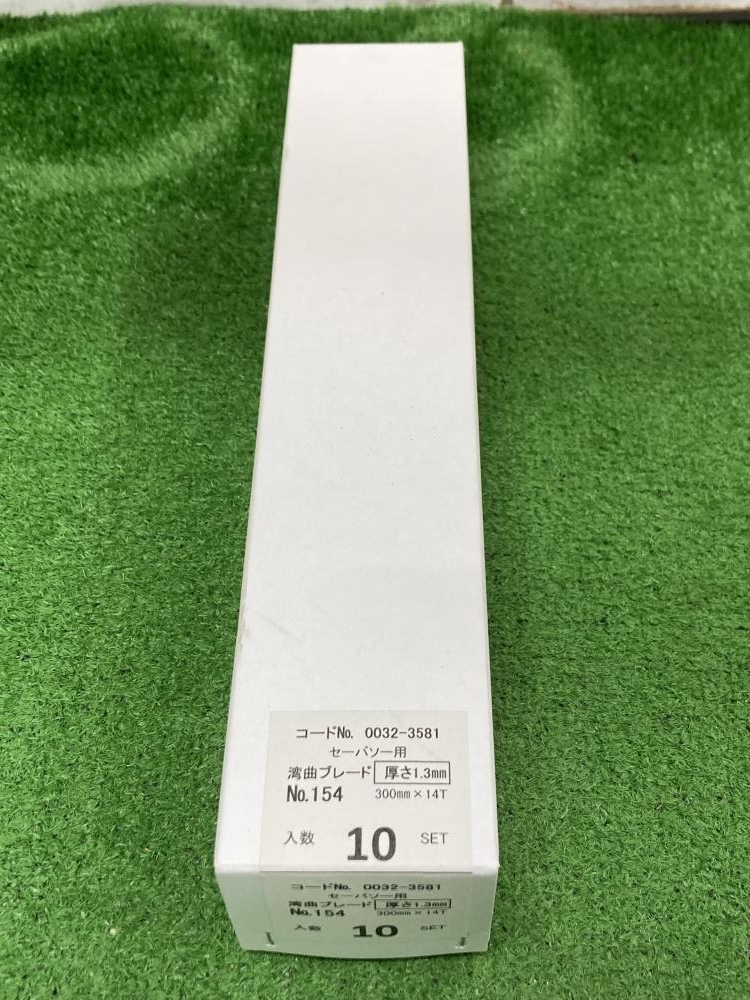 コードNo. 0032-3581
セーバソー用
湾曲ブレード 厚さ1.3mm
No.154 300mm×14T
入数 10 SET
コードNo. 0032-3581
セーバソー用
湾曲ブレード 厚さ1.3mm
No.154 300mm×14T
入数 10 SET